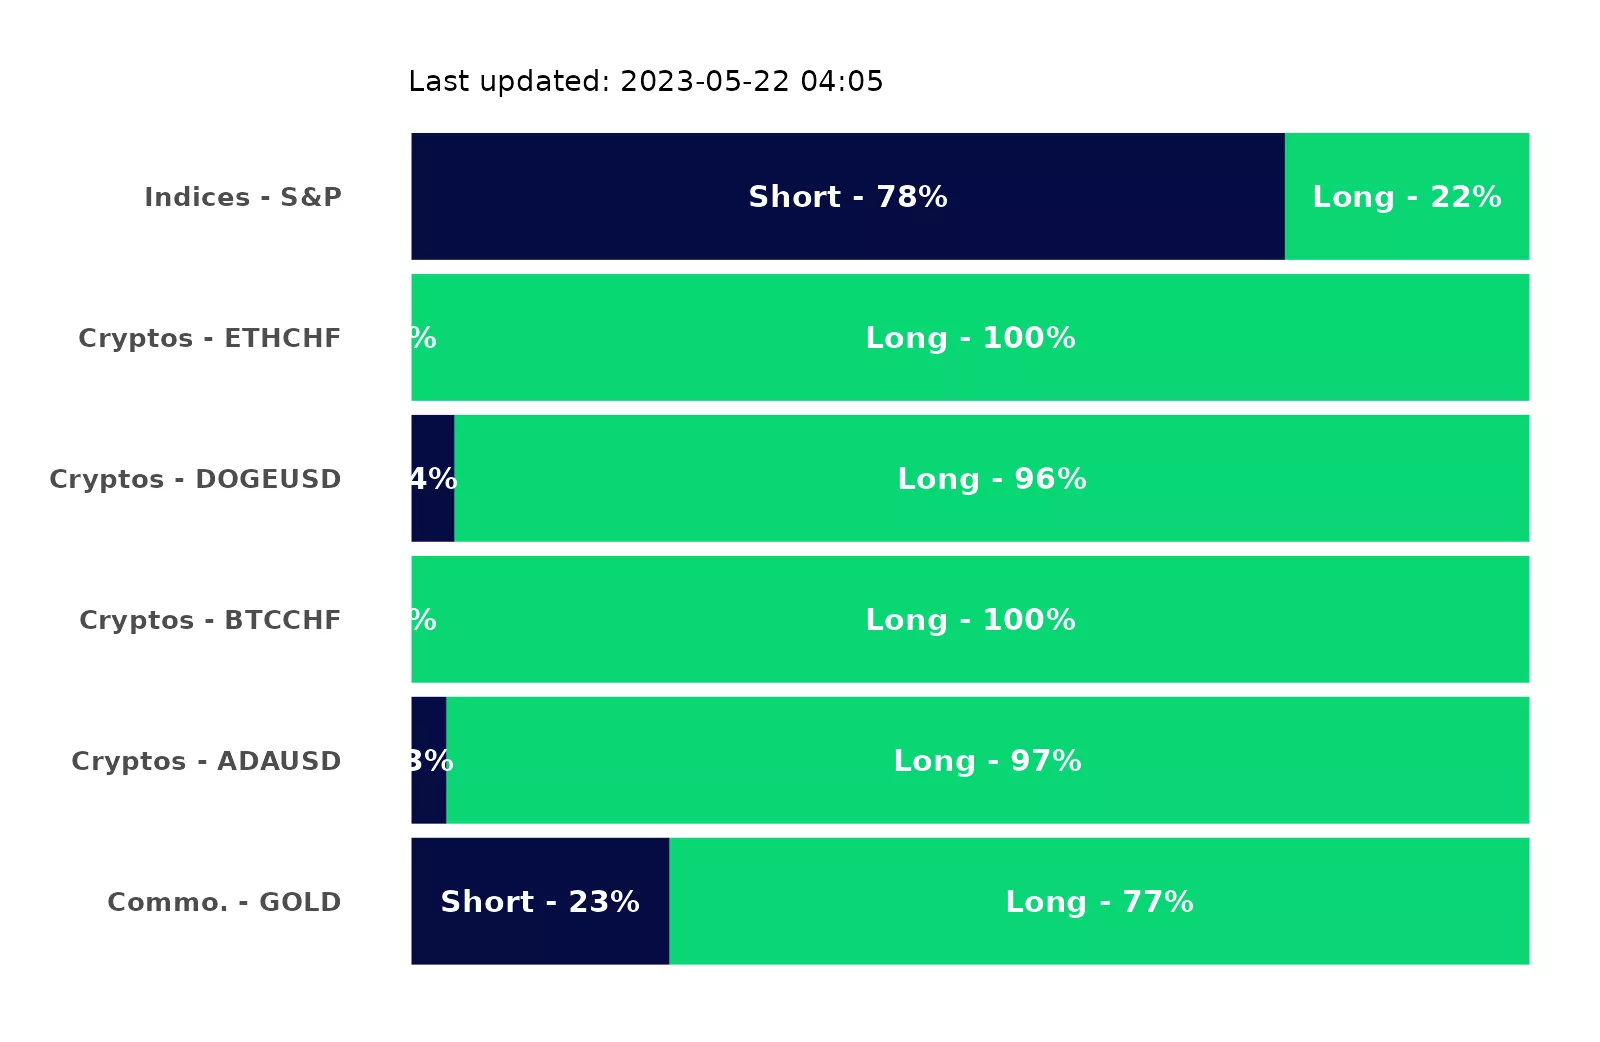 Last updated: 2023-05-22 04:05
Indices - S&P Short - 78% Long - 22%
Cryptos - ETHCHF % Long - 100%
Cryptos - DOGEUSD 4% Long - 96%
Cryptos - BTCCHF % Long - 100%
Cryptos - ADAUSD 3% Long - 97%
Commo. - GOLD Short - 23% Long - 77%